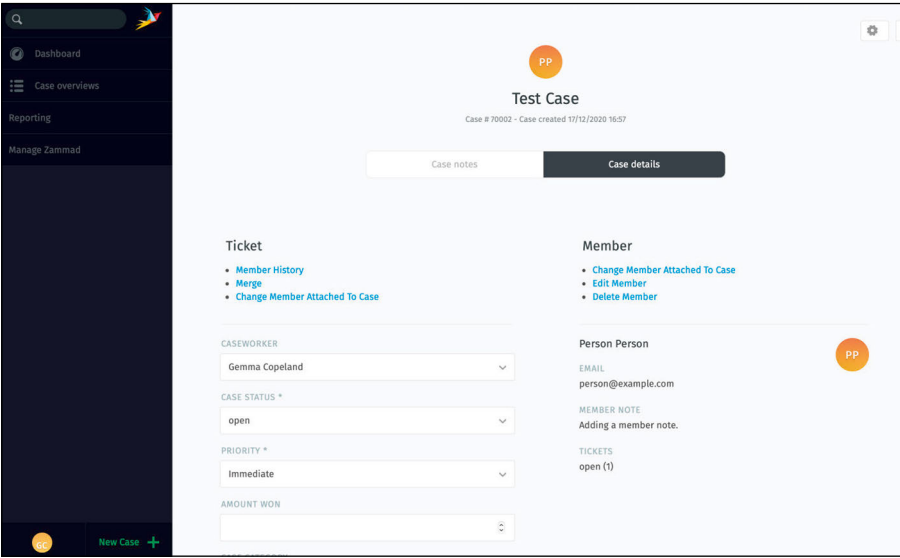 Dashboard
Case overviews
Reporting
Manage Zammad
GC
New Case
PP
Test Case
Case # 70002 - Case created 17/12/2020 16:57
Case notes
Case details
Ticket
Member History
Merge
Change Member Attached To Case
CASEWORKER
Gemma Copeland
CASE STATUS *
open
PRIORITY *
Immediate
AMOUNT WON
Member
Change Member Attached To Case
Edit Member
Delete Member
Person Person
PP
EMAIL
person@example.com
MEMBER NOTE
Adding a member note.
TICKETS
open (1)